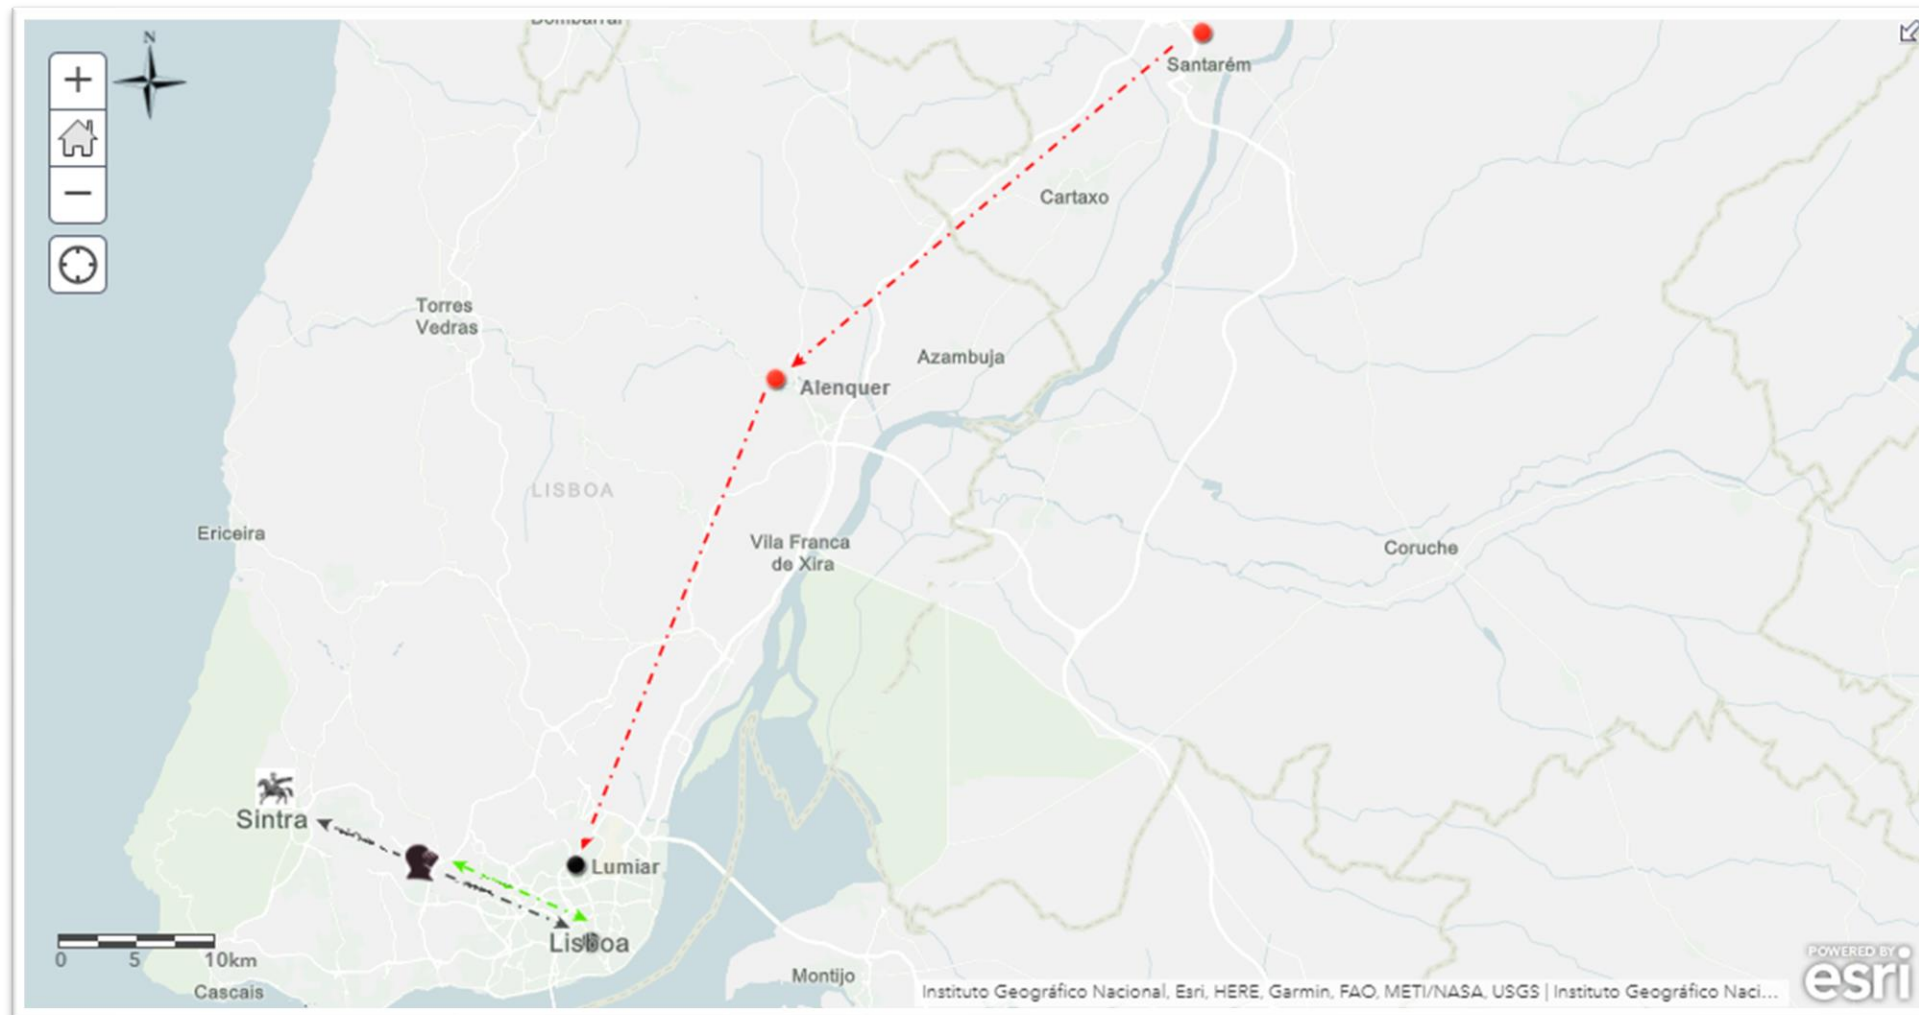 Bombarral
N
Santarém
+
Cartaxo
−
Torres
Vedras
Azambuja
Alenquer
LISBOA
Ericeira
Vila Franca
de Xira
Coruche
Sintra
Lumiar
Lisboa
0 5 10km
Cascais
Montijo
Instituto Geográfico Nacional, Esri, HERE, Garmin, FAO, METI/NASA, USGS | Instituto Geográfico Naci...
POWERED BY
esri